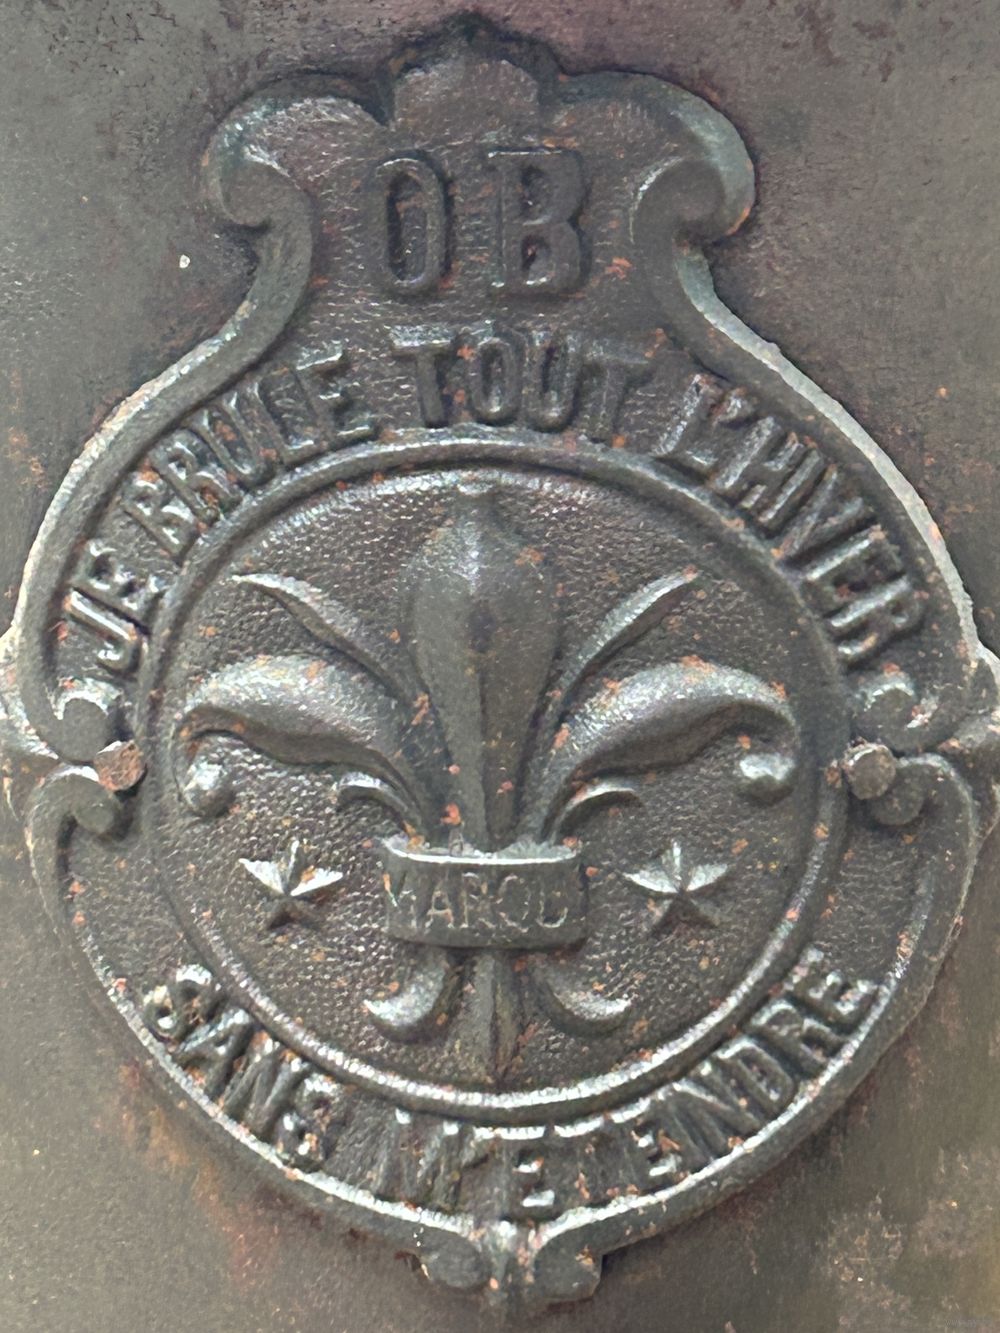 OB
JE BRULE TOUT L'HIVER
MARQUE
SANS M'ETEINDRE